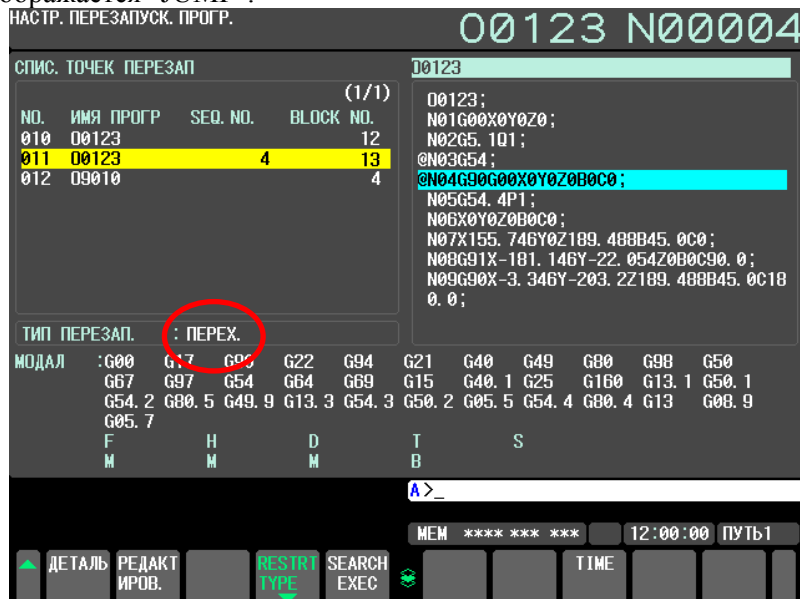 ображается "JUMP".
НАСТР. ПЕРЕЗАПУСК. ПРОГР.
O0123 N00004
СПИС. ТОЧЕК ПЕРЕЗАП
(1/1)
NO. ИМЯ ПРОГР SEQ. NO. BLOCK NO.
010 O0123 12
011 O0123 4 13
012 O9010 4
O0123
O0123;
N01G00X0Y0Z0;
N02G5.1Q1;
@N03G54;
@N04G90G00X0Y0Z0B0C0;
N05G54.4P1;
N06X0Y0Z0B0C0;
N07X155.746Y0Z189.488B45.0C0;
N08G91X-181.146Y-22.054Z0B0C90.0;
N09G90X-3.346Y-203.2Z189.488B45.0C18
0.0;
ТИП ПЕРЕЗАП. : ПЕРЕХ.
МОДАЛ :G00 G17 G90 G22 G94 G21 G40 G49 G80 G98 G50
G67 G97 G54 G64 G69 G15 G40.1 G25 G160 G13.1 G50.1
G54.2 G80.5 G49.9 G13.3 G54.3 G50.2 G05.5 G54.4 G80.4 G13 G08.9
G05.7
F H D T S
M M M B
A>_
MEM **** *** *** 12:00:00 ПУТЬ1
ДЕТАЛЬ РЕДАКТ RESTRT SEARCH TIME
ИРОВ. TYPE EXEC